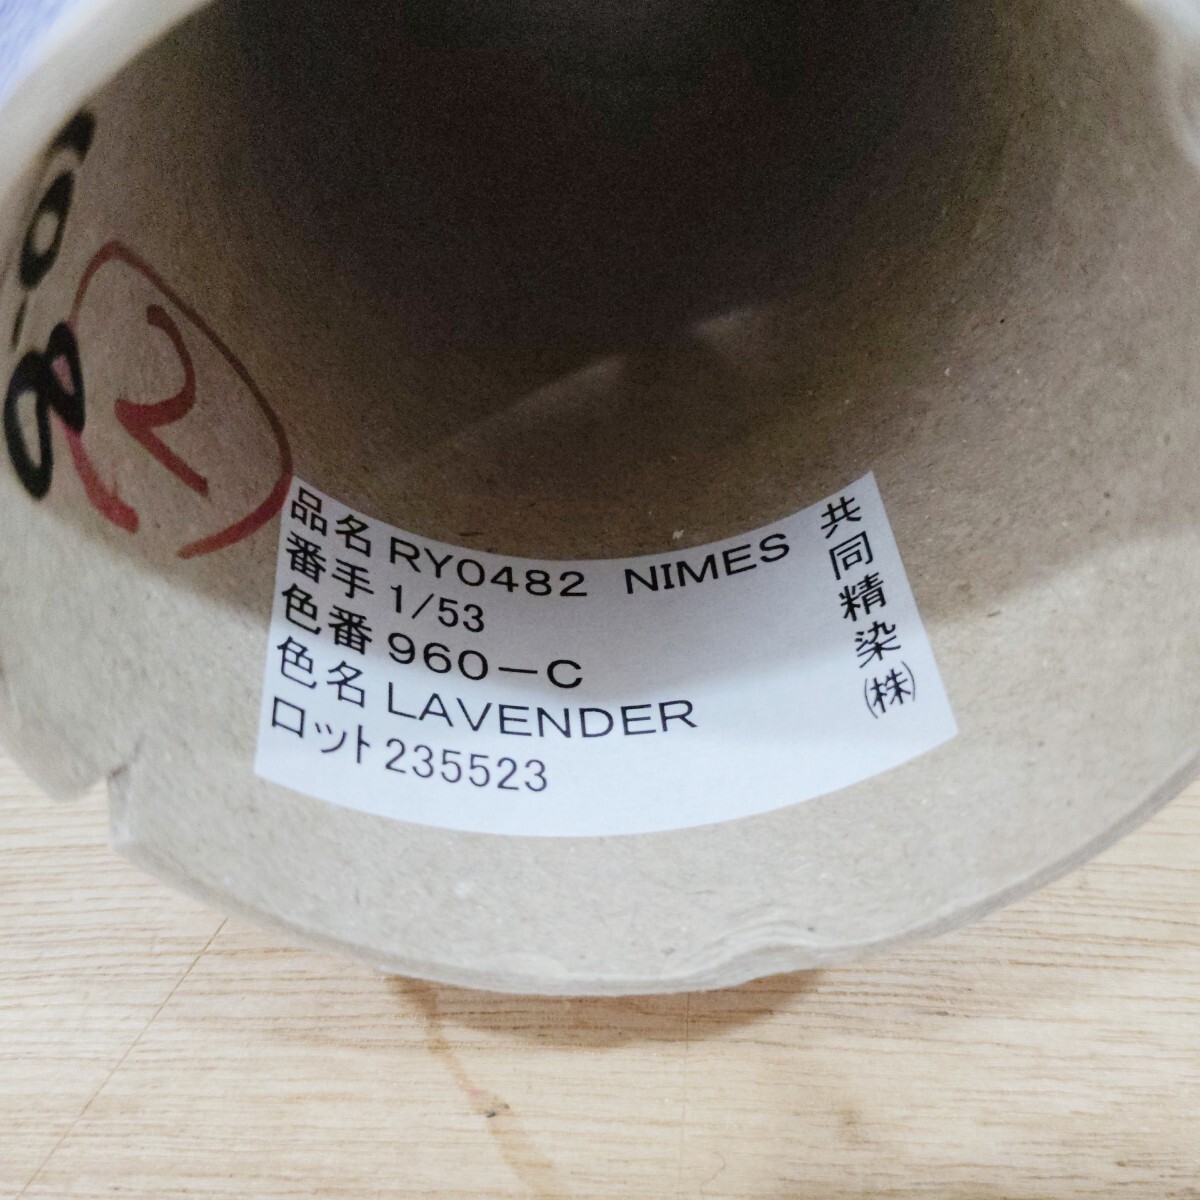 品名 RY0482 NIMES
番手 1/53
色番 960－C
色名 LAVENDER
ロット 235523
共同精染㈱